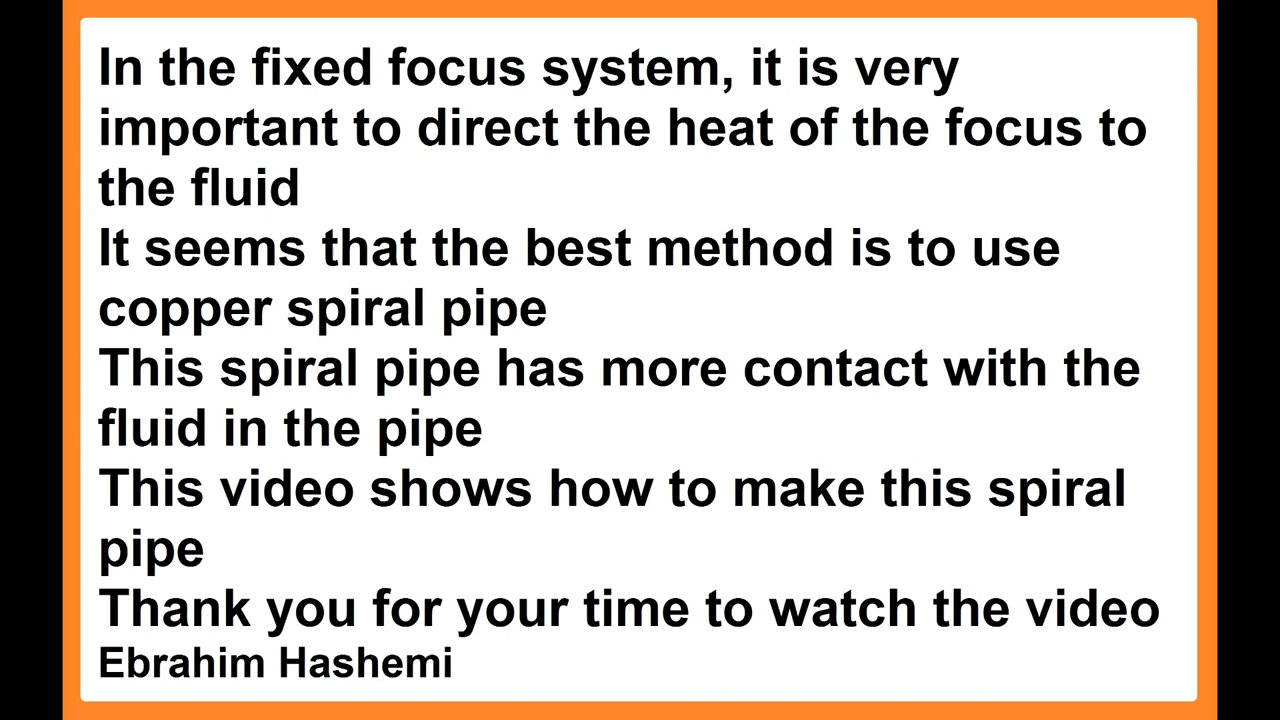 In the fixed focus system, it is very
important to direct the heat of the focus to
the fluid
It seems that the best method is to use
copper spiral pipe
This spiral pipe has more contact with the
fluid in the pipe
This video shows how to make this spiral
pipe
Thank you for your time to watch the video
Ebrahim Hashemi